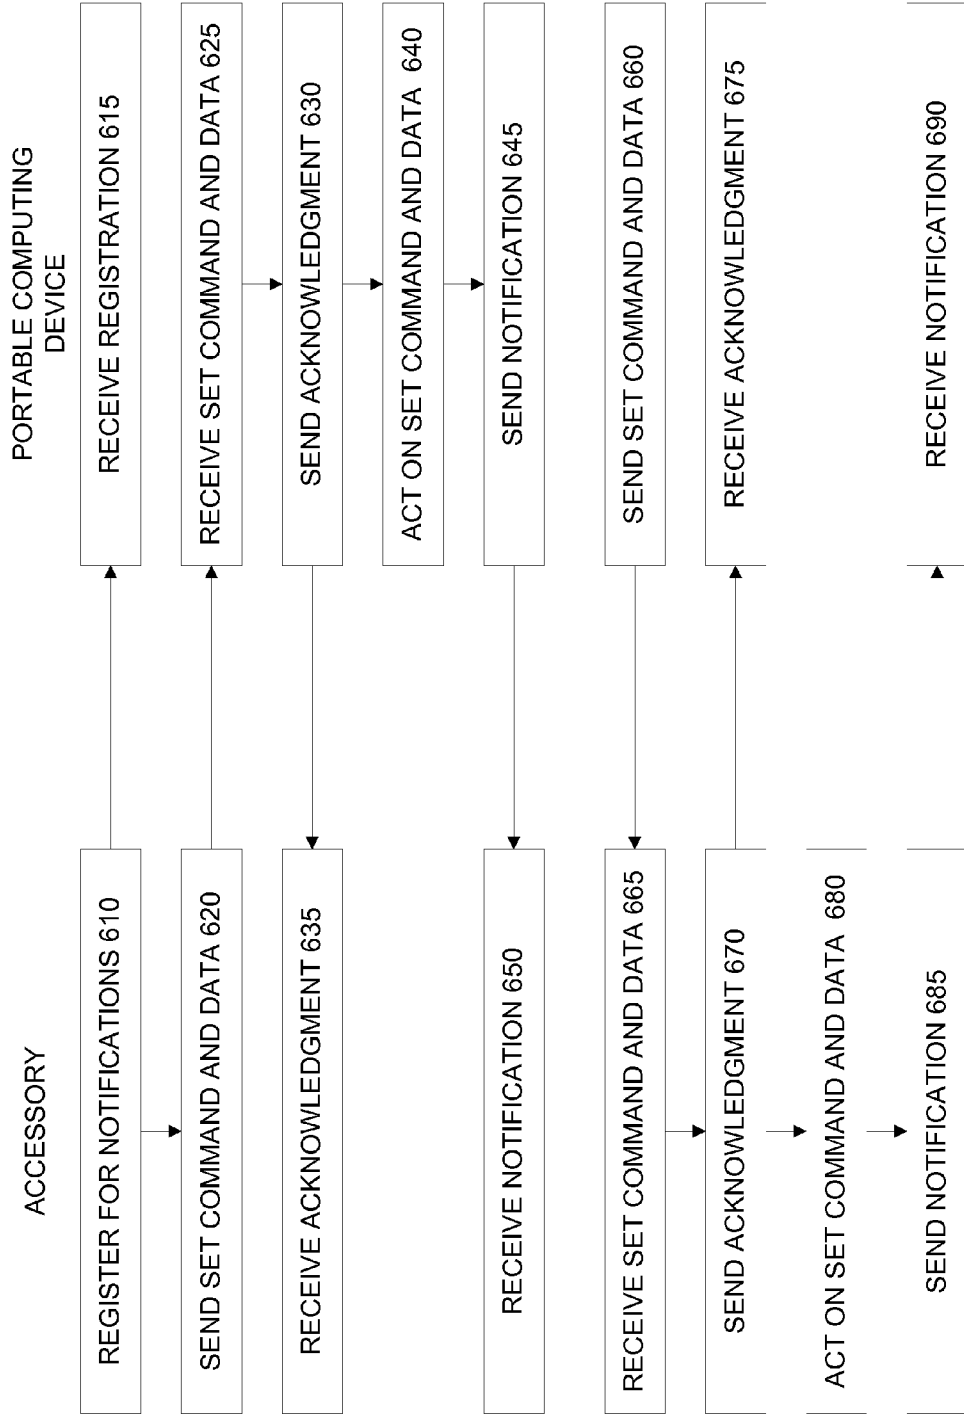 ACCESSORY
PORTABLE COMPUTING
DEVICE
REGISTER FOR NOTIFICATIONS 610
RECEIVE REGISTRATION 615
SEND SET COMMAND AND DATA 620
RECEIVE SET COMMAND AND DATA 625
RECEIVE ACKNOWLEDGMENT 635
SEND ACKNOWLEDGMENT 630
ACT ON SET COMMAND AND DATA 640
RECEIVE NOTIFICATION 650
SEND NOTIFICATION 645
RECEIVE SET COMMAND AND DATA 665
SEND SET COMMAND AND DATA 660
SEND ACKNOWLEDGMENT 670
RECEIVE ACKNOWLEDGMENT 675
ACT ON SET COMMAND AND DATA 680
SEND NOTIFICATION 685
RECEIVE NOTIFICATION 690